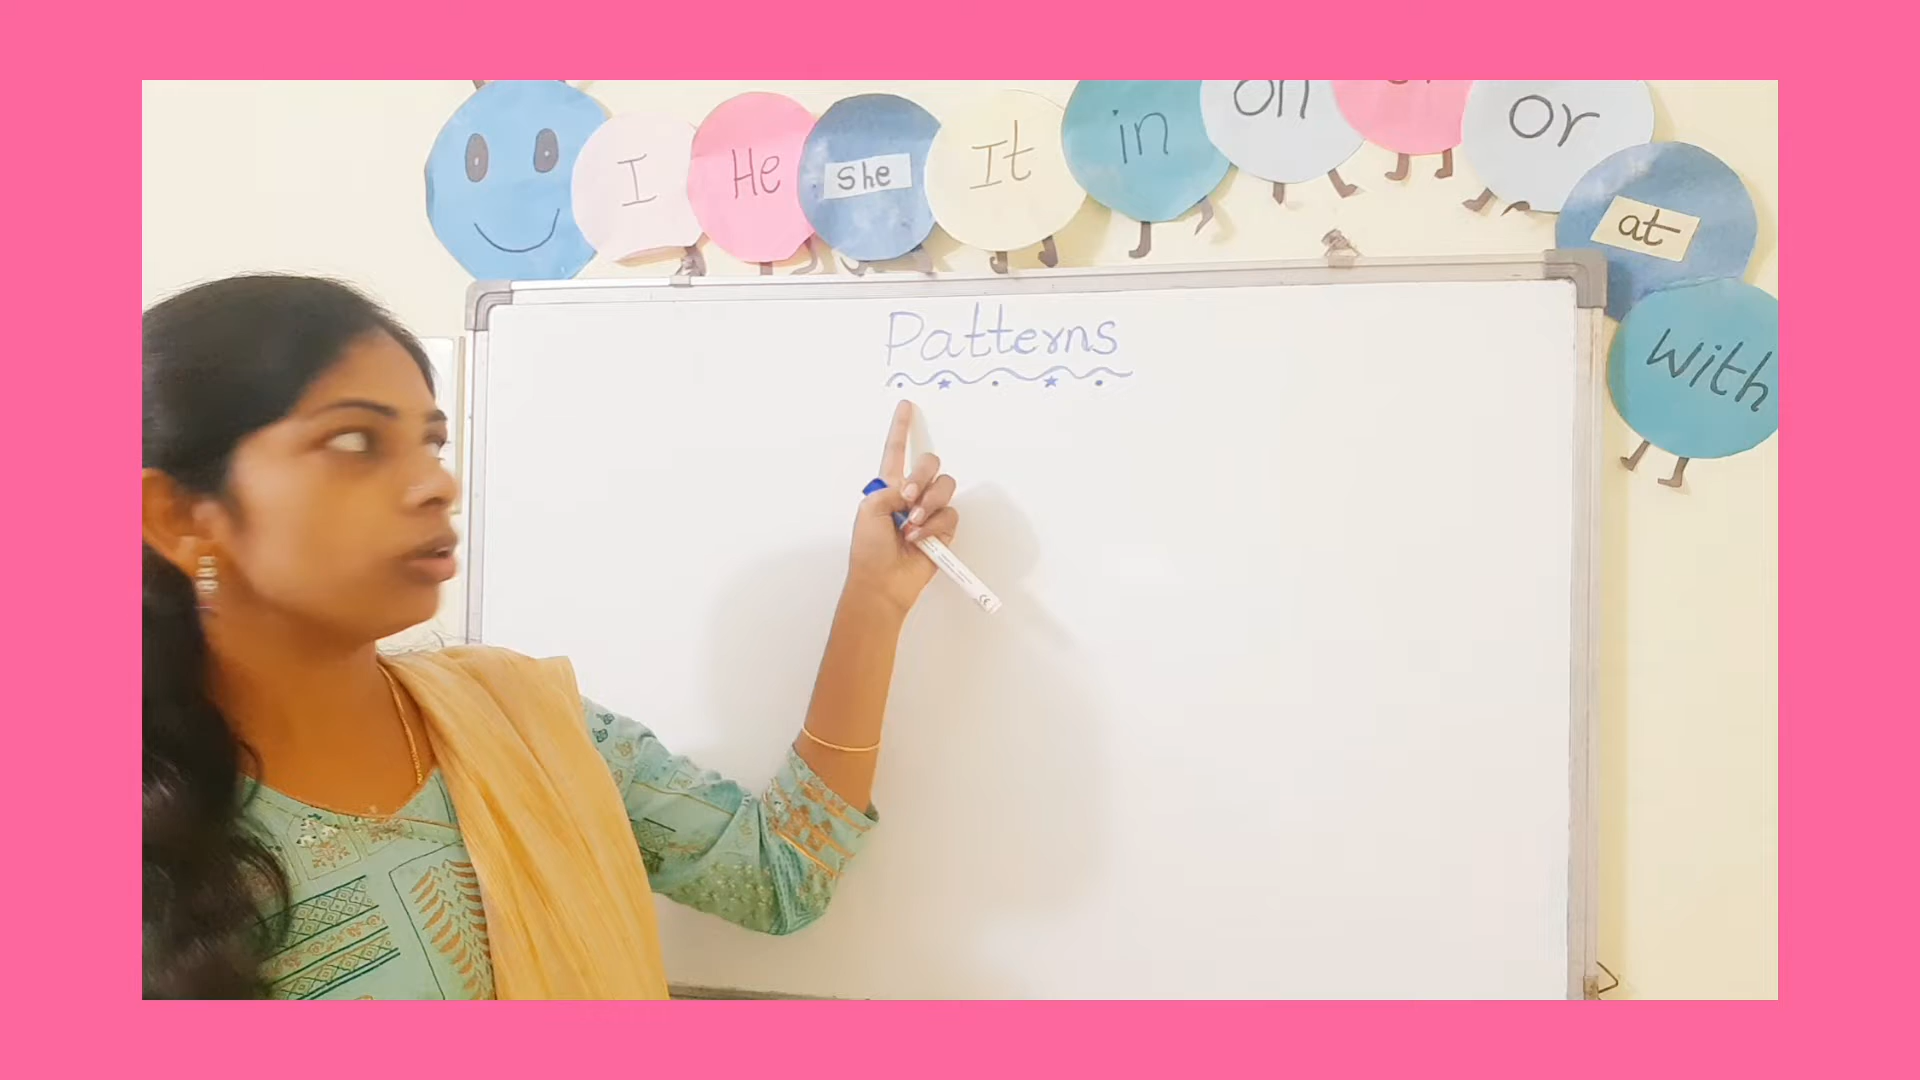 I
He
she
It
in
on
or
at
with
Patterns